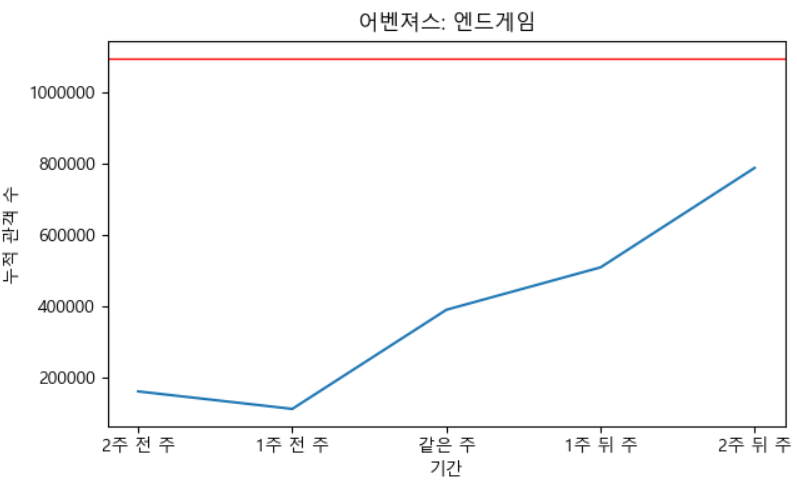 어벤져스: 엔드게임
1000000
800000
600000
400000
200000
누적 관객 수
2주 전 주
1주 전 주
같은 주
1주 뒤 주
2주 뒤 주
기간